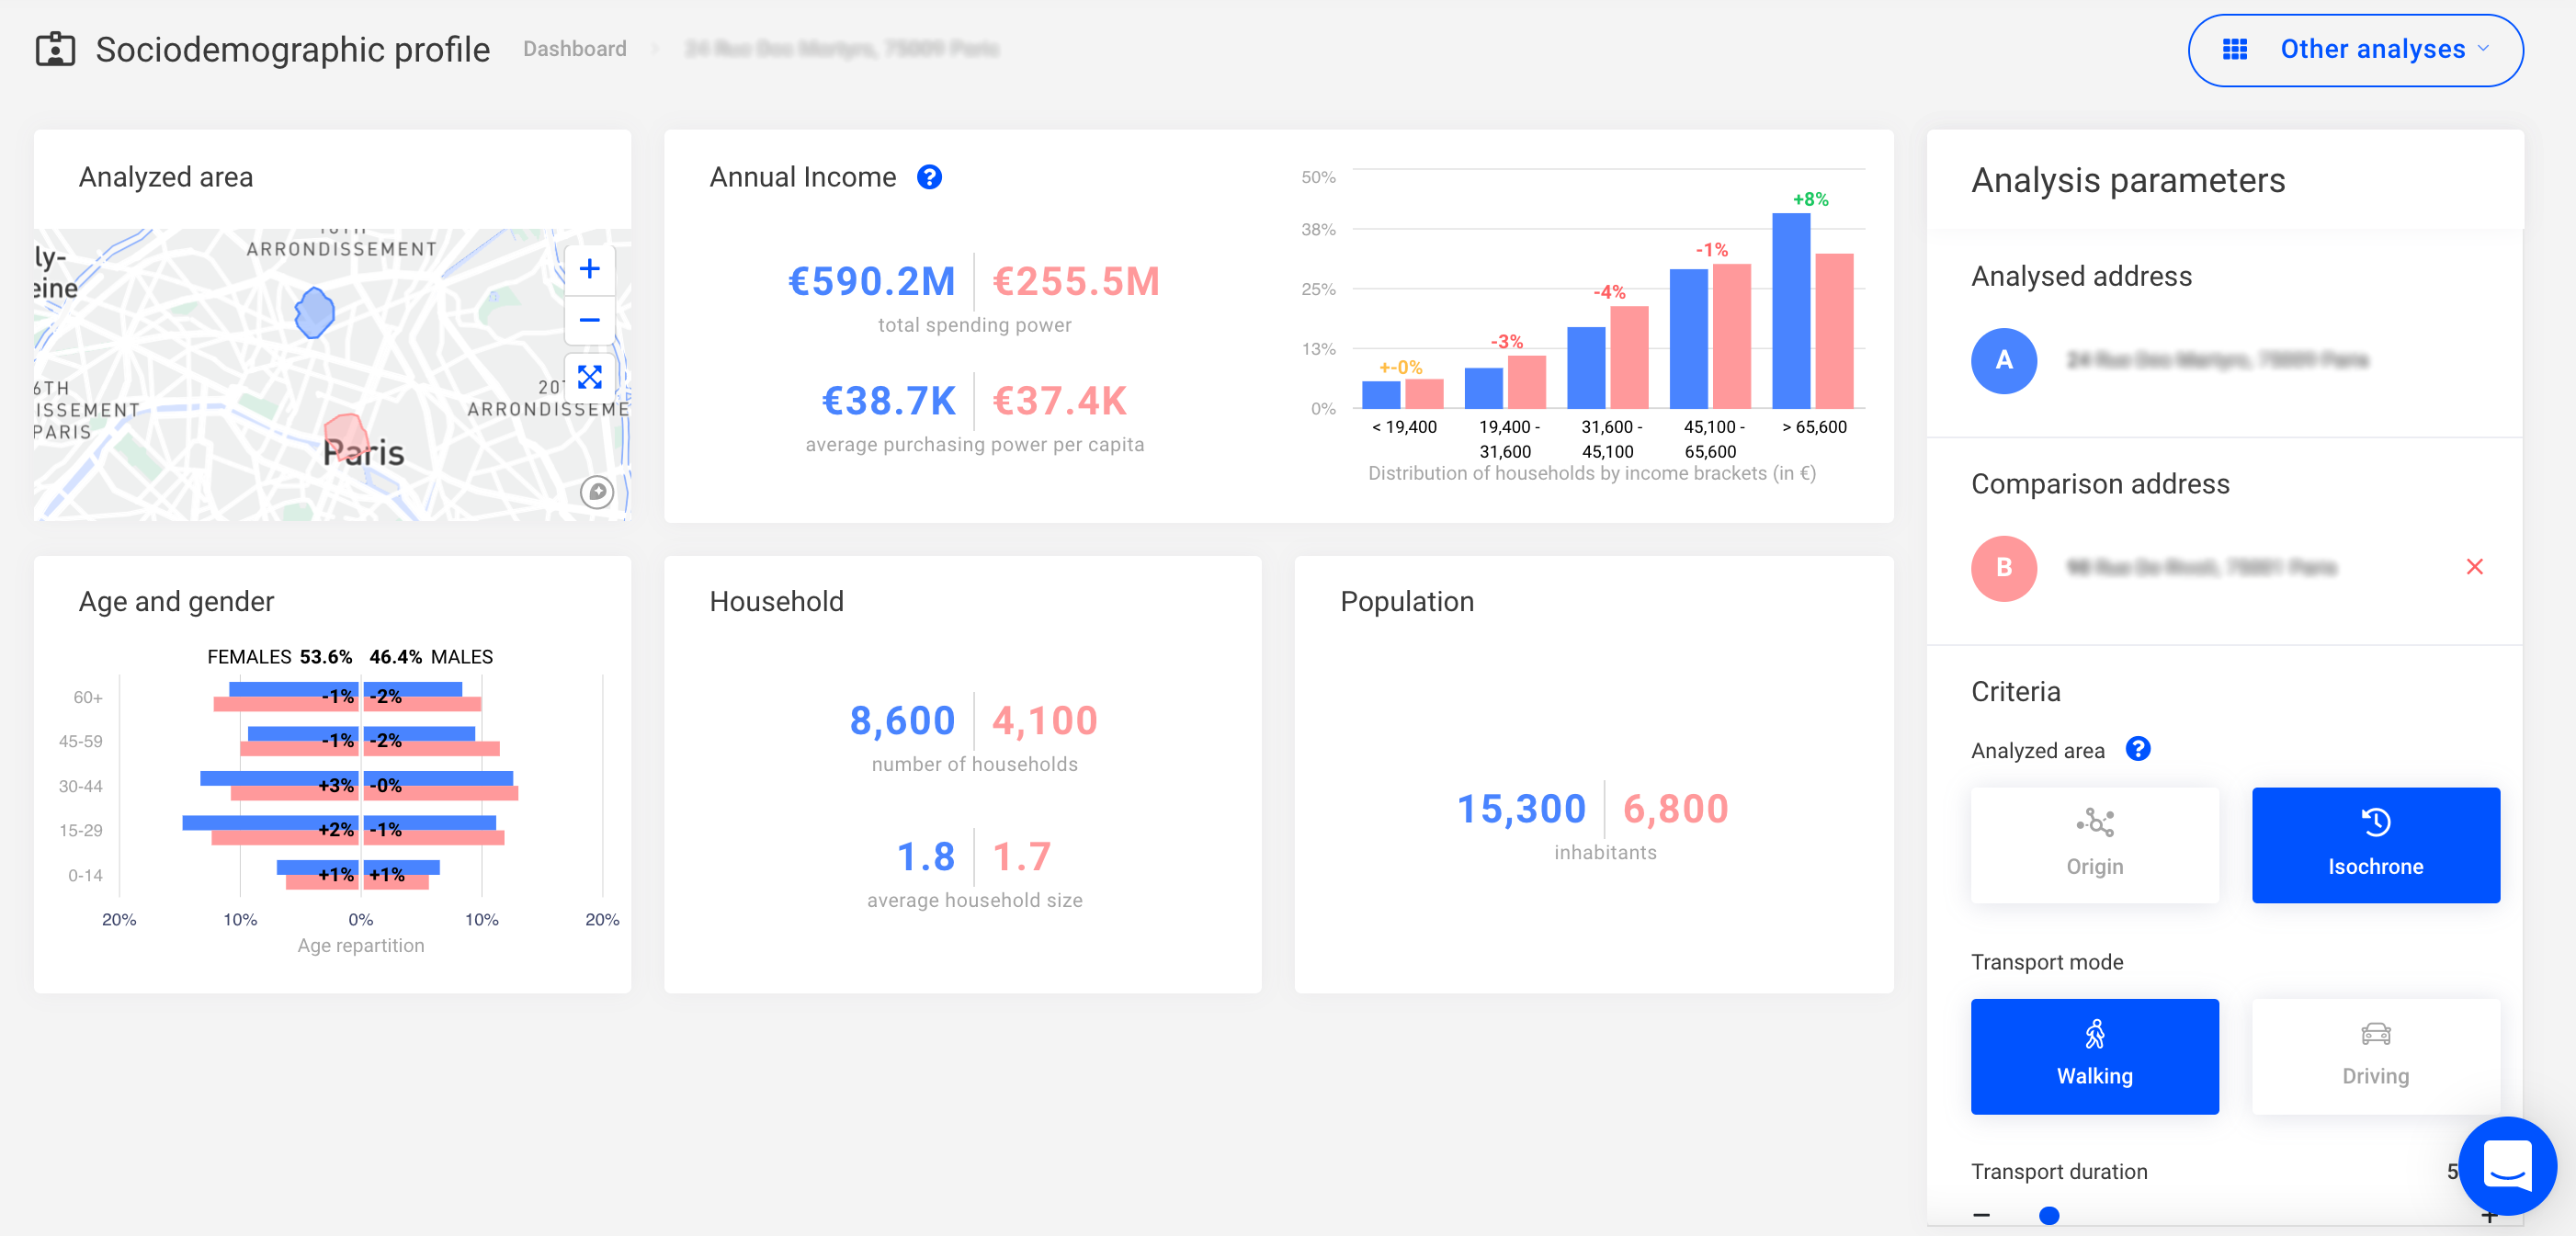 Sociodemographic profile
Dashboard
Other analyses
Analyzed area
ARRONDISSEMENT
ly-
eine
6TH
ISSEMENT
PARIS
ARRONDISSEME
Paris
+
−
Annual Income ?
€590.2M €255.5M
total spending power
€38.7K €37.4K
average purchasing power per capita
50%
38%
25%
13%
0%
+-0%
-3%
-4%
-1%
+8%
< 19,400
19,400 -
31,600
31,600 -
45,100
45,100 -
65,600
> 65,600
Distribution of households by income brackets (in €)
Age and gender
FEMALES 53.6% 46.4% MALES
60+ -1% -2%
45-59 -1% -2%
30-44 +3% -0%
15-29 +2% -1%
0-14 +1% +1%
20% 10% 0% 10% 20%
Age repartition
Household
8,600 4,100
number of households
1.8 1.7
average household size
Population
15,300 6,800
inhabitants
Analysis parameters
Analysed address
A
Comparison address
B
Criteria
Analyzed area ?
Origin
Isochrone
Transport mode
Walking
Driving
Transport duration
5
− +